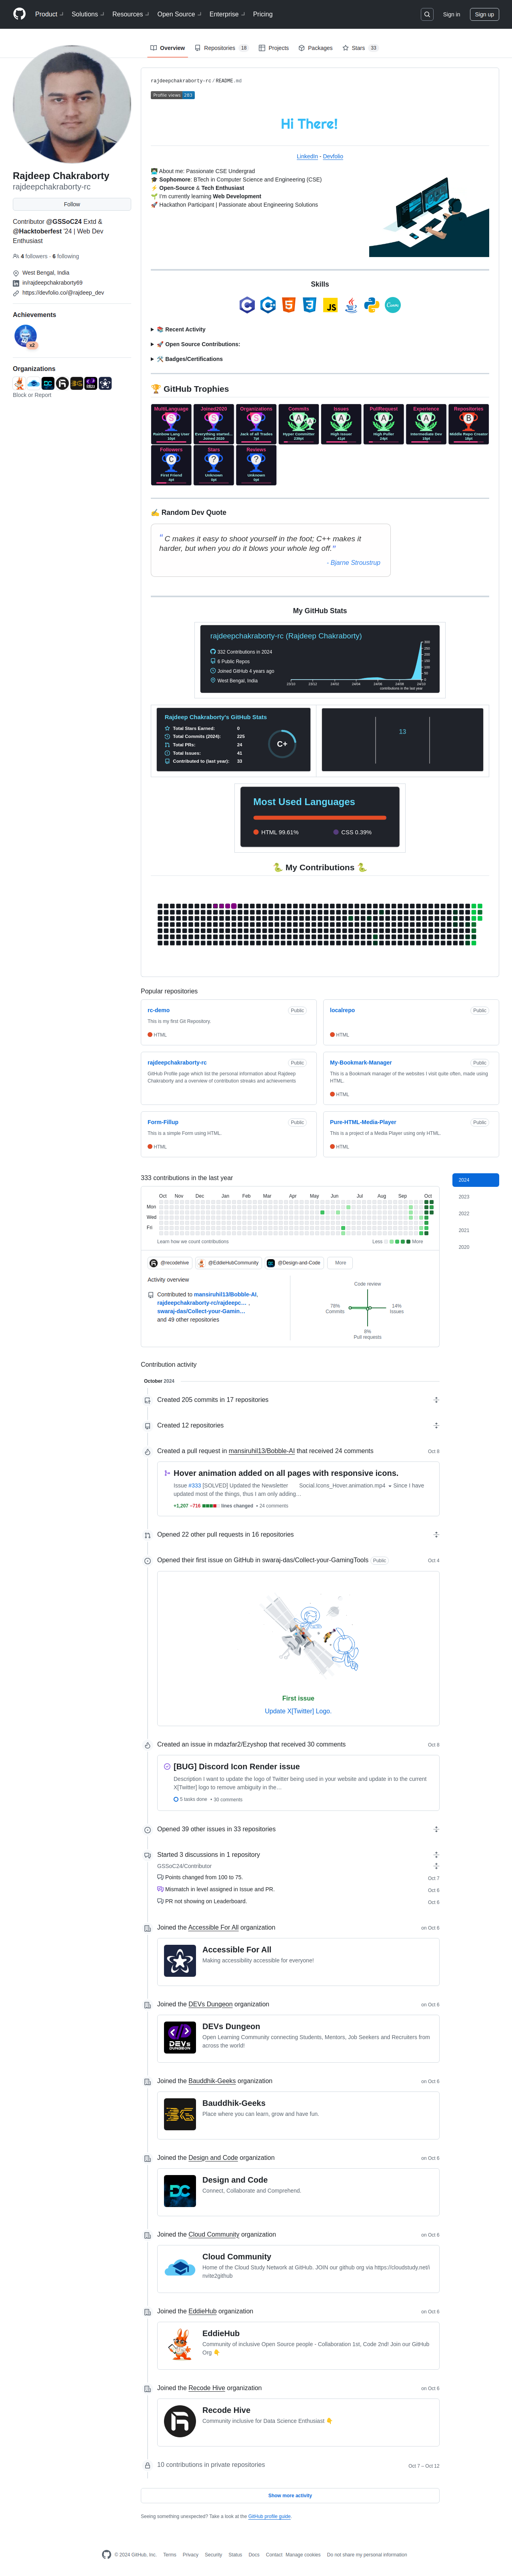 Product Solutions Resources Open Source Enterprise Pricing
Sign in Sign up
Overview Repositories 18 Projects Packages Stars 33
Rajdeep Chakraborty
rajdeepchakraborty-rc
Follow
Contributor @GSSoC24 Extd &
@Hacktoberfest '24 | Web Dev
Enthusiast
4 followers · 6 following
West Bengal, India
in/rajdeepchakraborty69
https://devfolio.co/@rajdeep_dev
Achievements
x2
Organizations
Block or Report
rajdeepchakraborty-rc / README.md
Profile views 283
Hi There!
LinkedIn - Devfolio
About me: Passionate CSE Undergrad
Sophomore: BTech in Computer Science and Engineering (CSE)
Open-Source & Tech Enthusiast
I'm currently learning Web Development
Hackathon Participant | Passionate about Engineering Solutions
Skills
Recent Activity
Open Source Contributions:
Badges/Certifications
GitHub Trophies
MultiLanguage Joined2020 Organizations Commits Issues PullRequest Experience Repositories
Rainbow Lang User Everything started... Jack of all Trades Hyper Committer High Issuer High Puller Intermediate Dev Middle Repo Creator
Followers Stars Reviews
First Friend Unknown Unknown
Random Dev Quote
" C makes it easy to shoot yourself in the foot; C++ makes it
harder, but when you do it blows your whole leg off."
- Bjarne Stroustrup
My GitHub Stats
rajdeepchakraborty-rc (Rajdeep Chakraborty)
332 Contributions in 2024
6 Public Repos
Joined GitHub 4 years ago
West Bengal, India
contributions in the last year
Rajdeep Chakraborty's GitHub Stats
Total Stars Earned: 0
Total Commits (2024): 225
Total PRs: 24
Total Issues: 41
Contributed to (last year): 33
C+
13
Most Used Languages
HTML 99.61% CSS 0.39%
My Contributions
Popular repositories
rc-demo Public
This is my first Git Repository.
HTML
localrepo Public
HTML
rajdeepchakraborty-rc Public
GitHub Profile page which list the personal information about Rajdeep
Chakraborty and a overview of contribution streaks and achievements
My-Bookmark-Manager Public
This is a Bookmark manager of the websites I visit quite often, made using
HTML.
HTML
Form-Fillup Public
This is a simple Form using HTML.
HTML
Pure-HTML-Media-Player Public
This is a project of a Media Player using only HTML.
HTML
333 contributions in the last year
2024
2023
2022
2021
2020
Oct Nov Dec Jan Feb Mar Apr May Jun Jul Aug Sep Oct
Mon
Wed
Fri
Learn how we count contributions Less More
@recodehive @EddieHubCommunity @Design-and-Code More
Activity overview
Contributed to mansiruhil13/Bobble-AI,
rajdeepchakraborty-rc/rajdeepc… ,
swaraj-das/Collect-your-Gamin…
and 49 other repositories
Code review
78%
Commits
14%
Issues
8%
Pull requests
Contribution activity
October 2024
Created 205 commits in 17 repositories
Created 12 repositories
Created a pull request in mansiruhil13/Bobble-AI that received 24 comments Oct 8
Hover animation added on all pages with responsive icons.
Issue #333 [SOLVED] Updated the Newsletter Social.Icons_Hover.animation.mp4 Since I have
updated most of the things, thus I am only adding…
+1,207 −716 lines changed • 24 comments
Opened 22 other pull requests in 16 repositories
Opened their first issue on GitHub in swaraj-das/Collect-your-GamingTools Public Oct 4
First issue
Update X[Twitter] Logo.
Created an issue in mdazfar2/Ezyshop that received 30 comments Oct 8
[BUG] Discord Icon Render issue
Description I want to update the logo of Twitter being used in your website and update in to the current
X[Twitter] logo to remove ambiguity in the…
5 tasks done • 30 comments
Opened 39 other issues in 33 repositories
Started 3 discussions in 1 repository
GSSoC24/Contributor
Points changed from 100 to 75. Oct 7
Mismatch in level assigned in Issue and PR. Oct 6
PR not showing on Leaderboard. Oct 6
Joined the Accessible For All organization on Oct 6
Accessible For All
Making accessibility accessible for everyone!
Joined the DEVs Dungeon organization on Oct 6
DEVs Dungeon
Open Learning Community connecting Students, Mentors, Job Seekers and Recruiters from
across the world!
Joined the Bauddhik-Geeks organization on Oct 6
Bauddhik-Geeks
Place where you can learn, grow and have fun.
Joined the Design and Code organization on Oct 6
Design and Code
Connect, Collaborate and Comprehend.
Joined the Cloud Community organization on Oct 6
Cloud Community
Home of the Cloud Study Network at GitHub. JOIN our github org via https://cloudstudy.net/i
nvite2github
Joined the EddieHub organization on Oct 6
EddieHub
Community of inclusive Open Source people - Collaboration 1st, Code 2nd! Join our GitHub
Org
Joined the Recode Hive organization on Oct 6
Recode Hive
Community inclusive for Data Science Enthusiast
10 contributions in private repositories Oct 7 – Oct 12
Show more activity
Seeing something unexpected? Take a look at the GitHub profile guide.
© 2024 GitHub, Inc. Terms Privacy Security Status Docs Contact Manage cookies Do not share my personal information